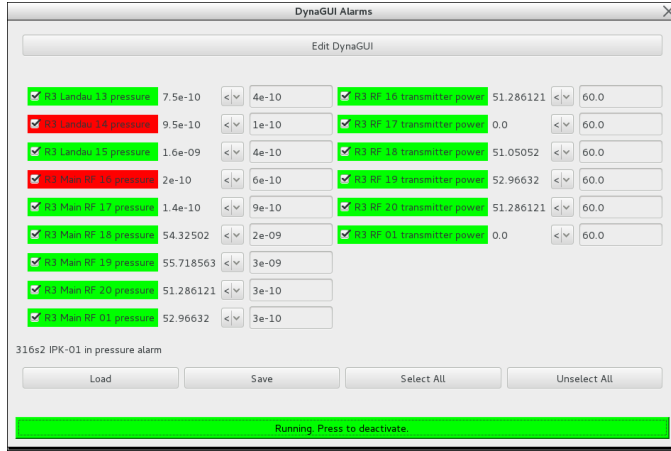 DynaGUI Alarms
Edit DynaGUI
R3 Landau 13 pressure 7.5e-10 < 4e-10 R3 RF 16 transmitter power 51.286121 < 60.0
R3 Landau 14 pressure 9.5e-10 < 1e-10 R3 RF 17 transmitter power 0.0 < 60.0
R3 Landau 15 pressure 1.6e-09 < 4e-10 R3 RF 18 transmitter power 51.05052 < 60.0
R3 Main RF 16 pressure 2e-10 < 6e-10 R3 RF 19 transmitter power 52.96632 < 60.0
R3 Main RF 17 pressure 1.4e-10 < 9e-10 R3 RF 20 transmitter power 51.286121 < 60.0
R3 Main RF 18 pressure 54.32502 < 2e-09 R3 RF 01 transmitter power 0.0 < 60.0
R3 Main RF 19 pressure 55.718563 < 3e-09
R3 Main RF 20 pressure 51.286121 < 3e-10
R3 Main RF 01 pressure 52.96632 < 3e-10
316s2 IPK-01 in pressure alarm
Load Save Select All Unselect All
Running. Press to deactivate.